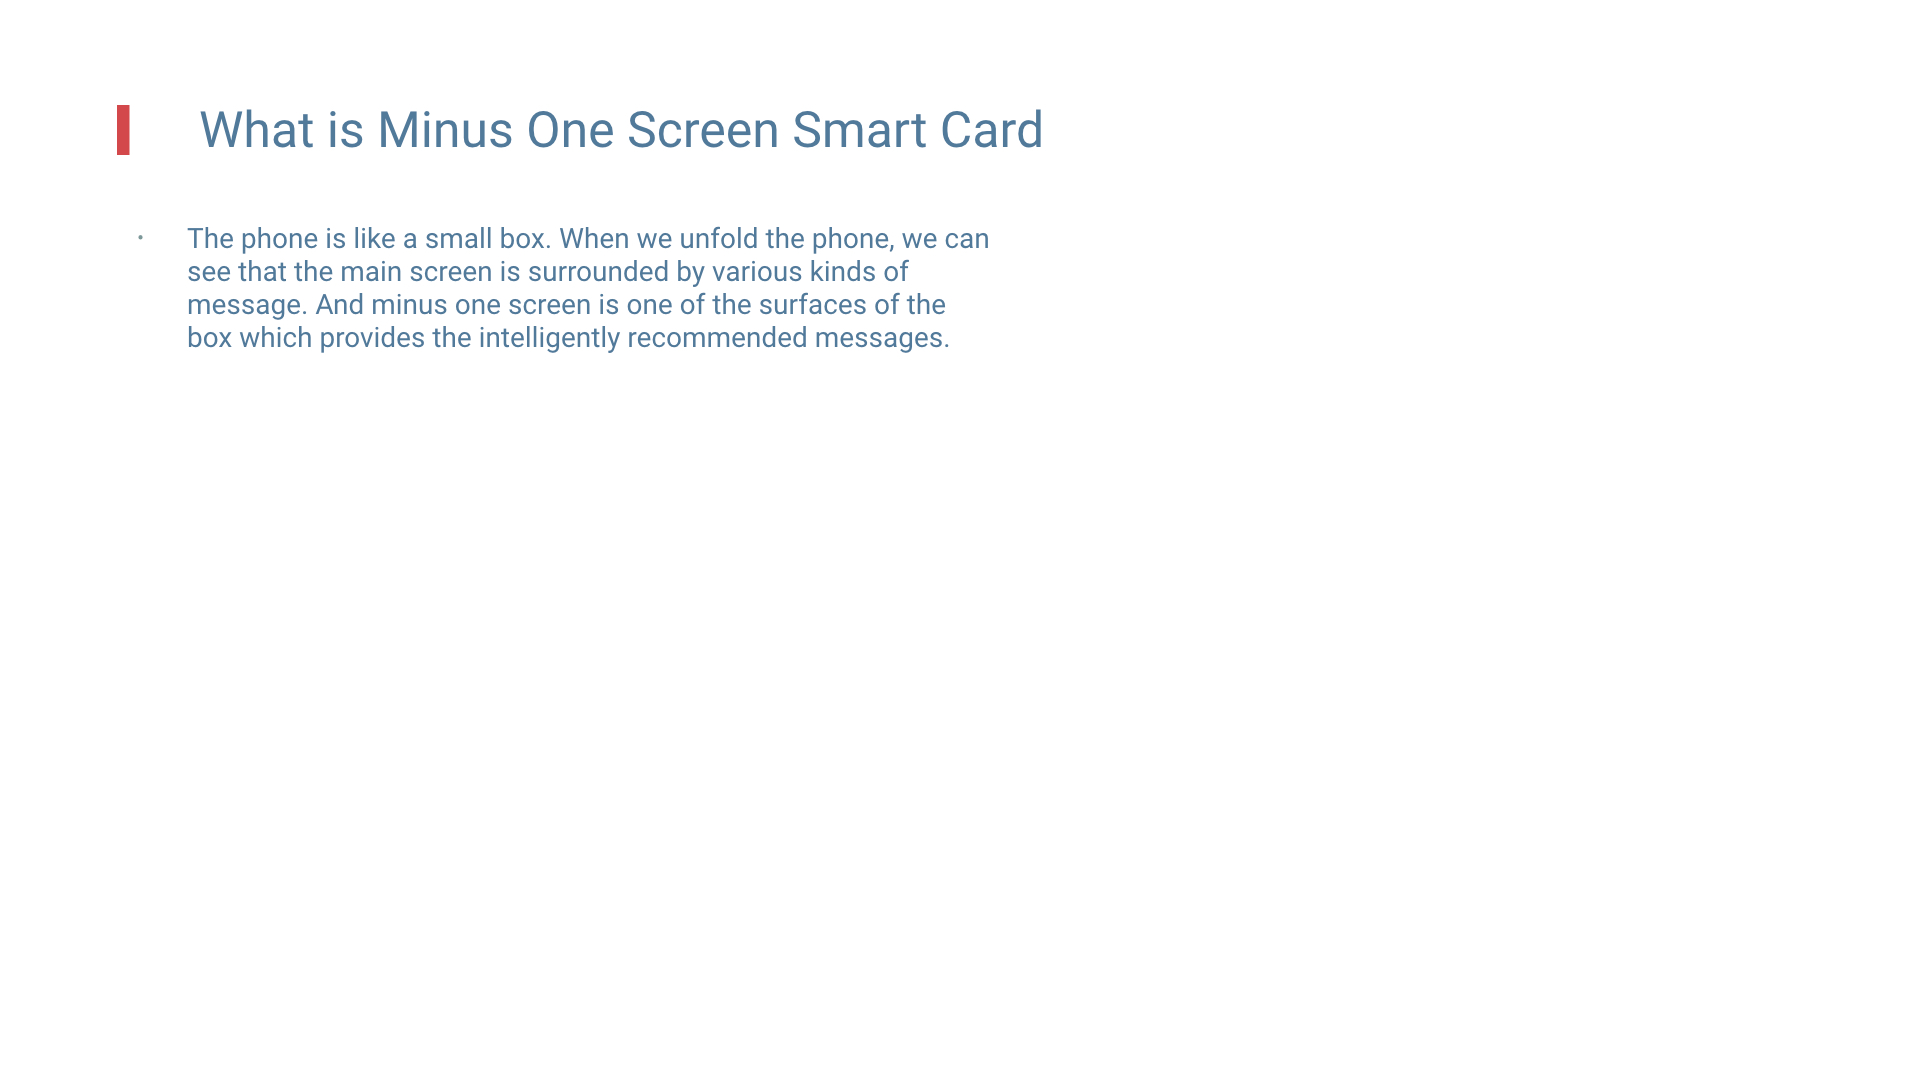 What is Minus One Screen Smart Card
• The phone is like a small box. When we unfold the phone, we can
see that the main screen is surrounded by various kinds of
message. And minus one screen is one of the surfaces of the
box which provides the intelligently recommended messages.